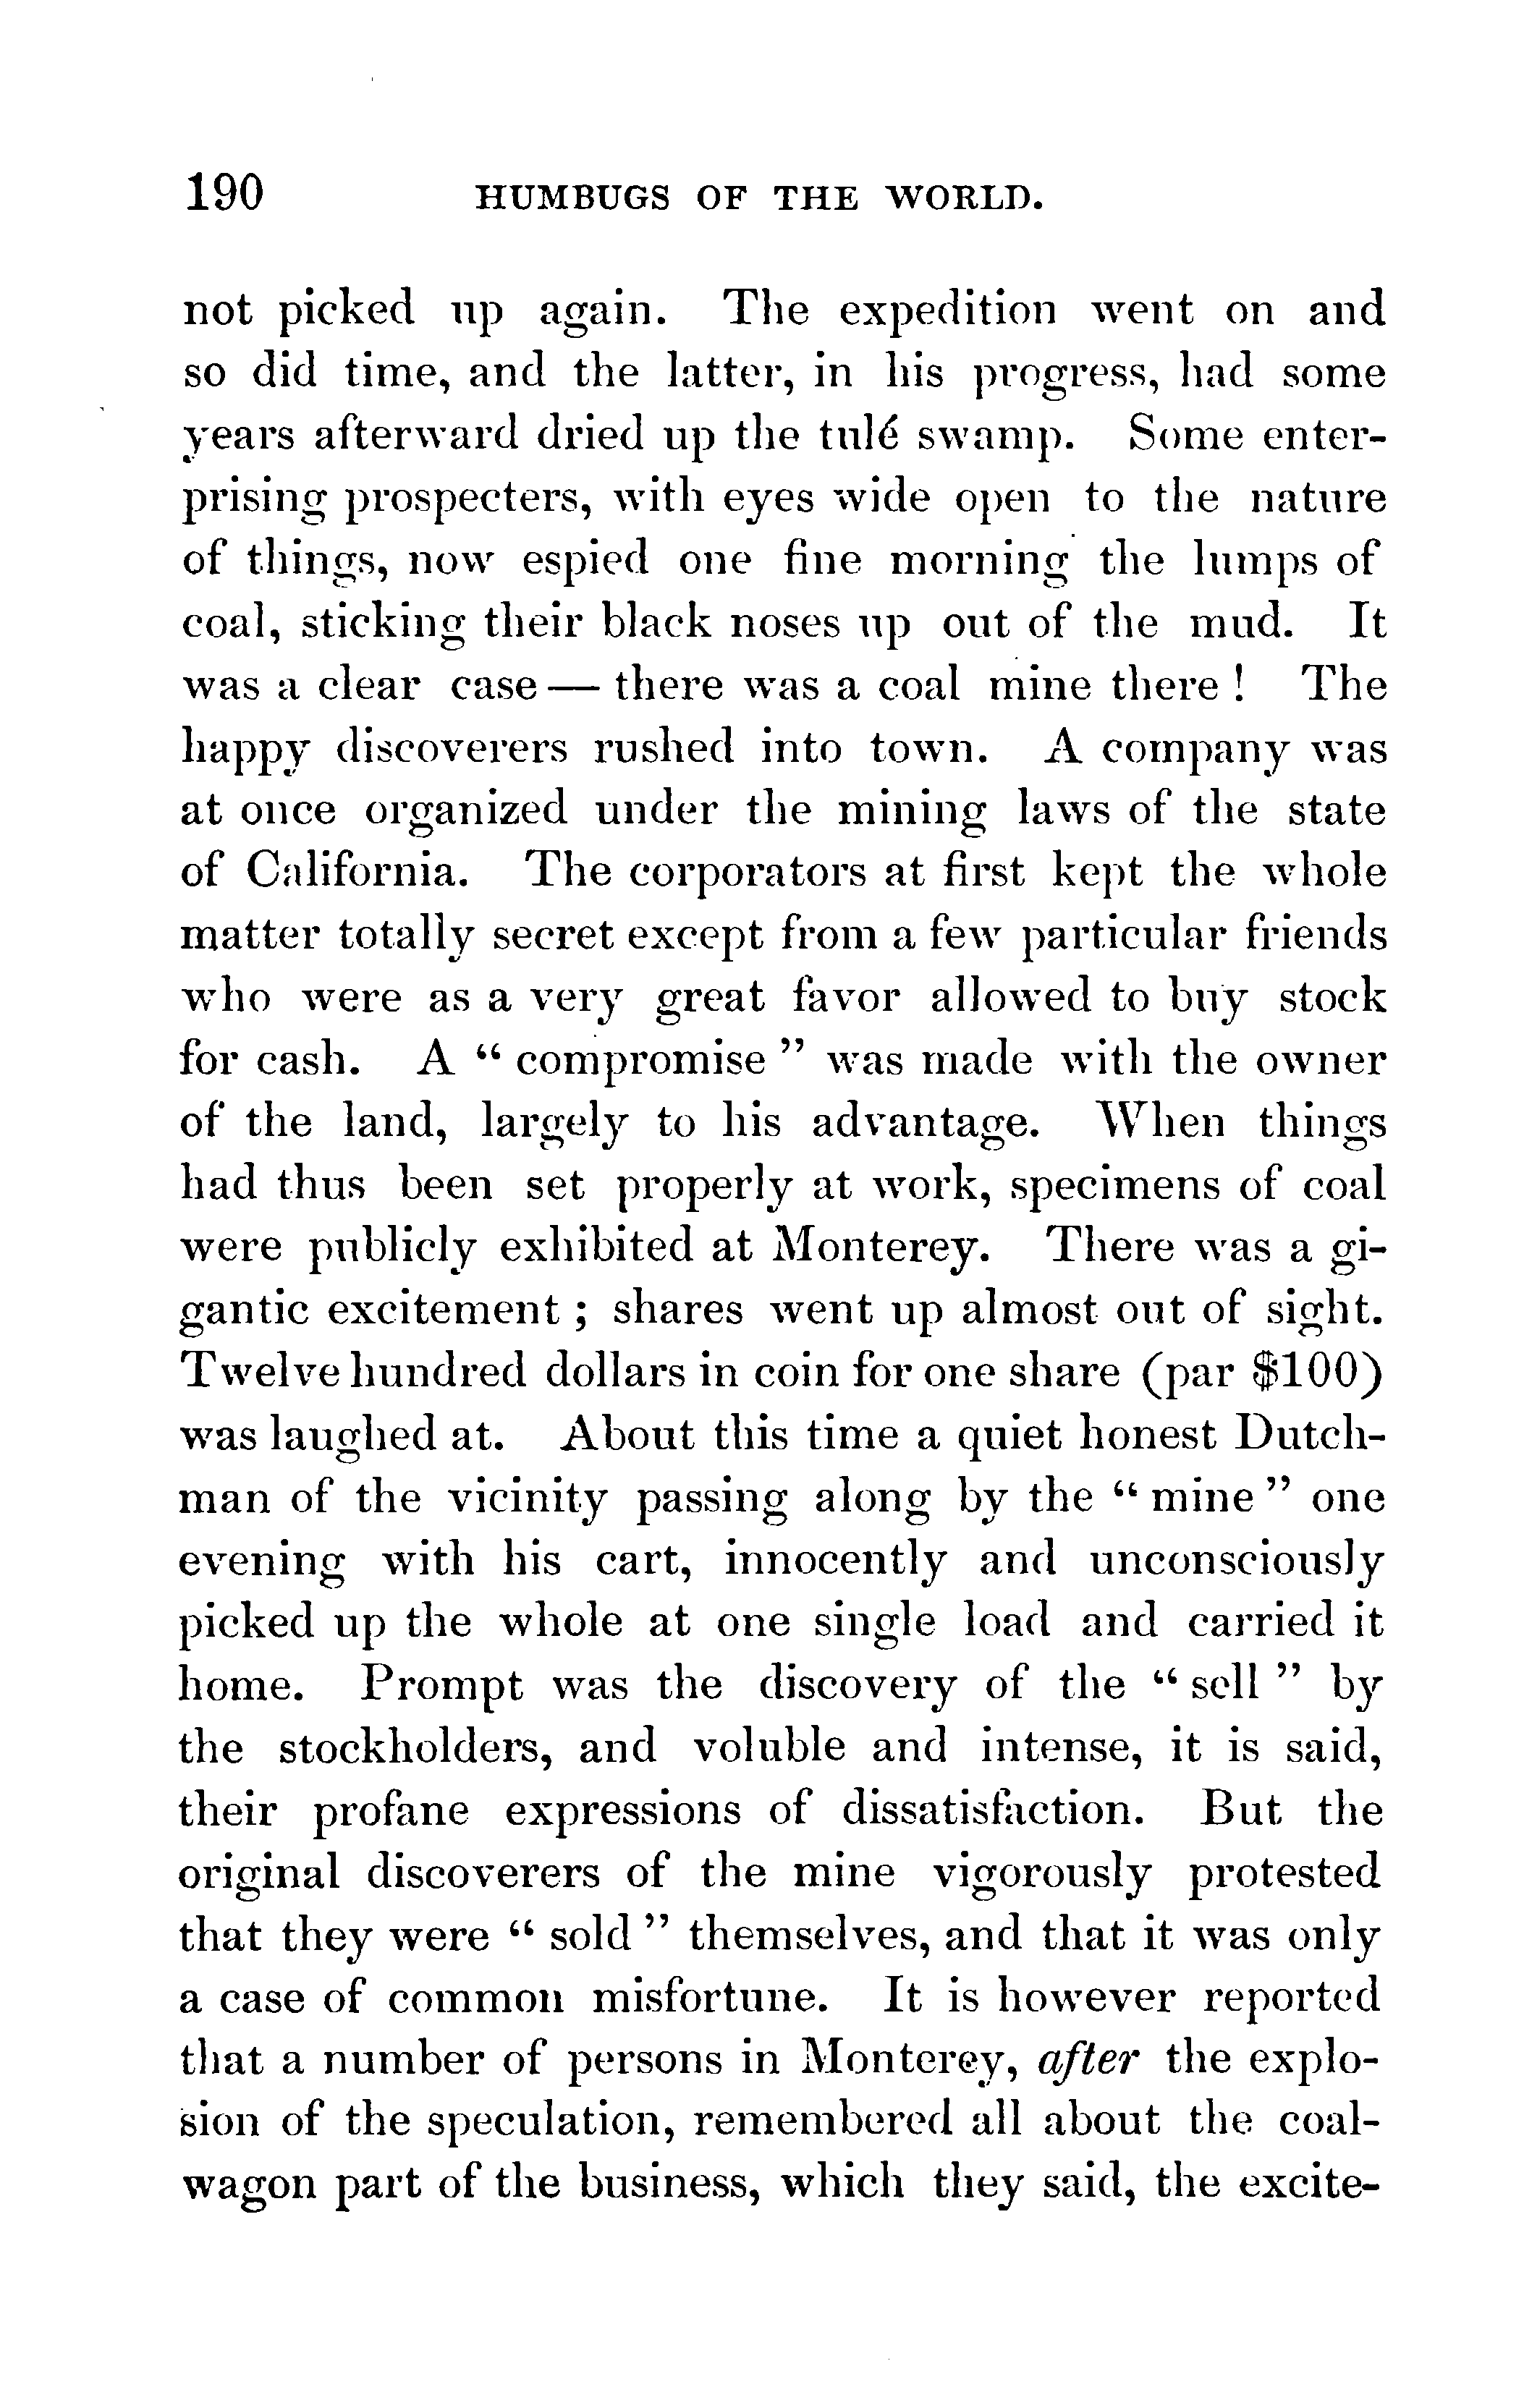 190 HUMBUGS OF THE WORLD.
not picked up again. The expedition went on and
so did time, and the latter, in his progress, had some
years afterward dried up the tulé swamp. Some enter-
prising prospecters, with eyes wide open to the nature
of things, now espied one fine morning the lumps of
coal, sticking their black noses up out of the mud. It
was a clear case — there was a coal mine there ! The
happy discoverers rushed into town. A company was
at once organized under the mining laws of the state
of California. The corporators at first kept the whole
matter totally secret except from a few particular friends
who were as a very great favor allowed to buy stock
for cash. A “ compromise ” was made with the owner
of the land, largely to his advantage. When things
had thus been set properly at work, specimens of coal
were publicly exhibited at Monterey. There was a gi-
gantic excitement ; shares went up almost out of sight.
Twelve hundred dollars in coin for one share (par $100)
was laughed at. About this time a quiet honest Dutch-
man of the vicinity passing along by the “ mine ” one
evening with his cart, innocently and unconsciously
picked up the whole at one single load and carried it
home. Prompt was the discovery of the “ sell ” by
the stockholders, and voluble and intense, it is said,
their profane expressions of dissatisfaction. But the
original discoverers of the mine vigorously protested
that they were “ sold ” themselves, and that it was only
a case of common misfortune. It is however reported
that a number of persons in Monterey, after the explo-
sion of the speculation, remembered all about the coal-
wagon part of the business, which they said, the excite-